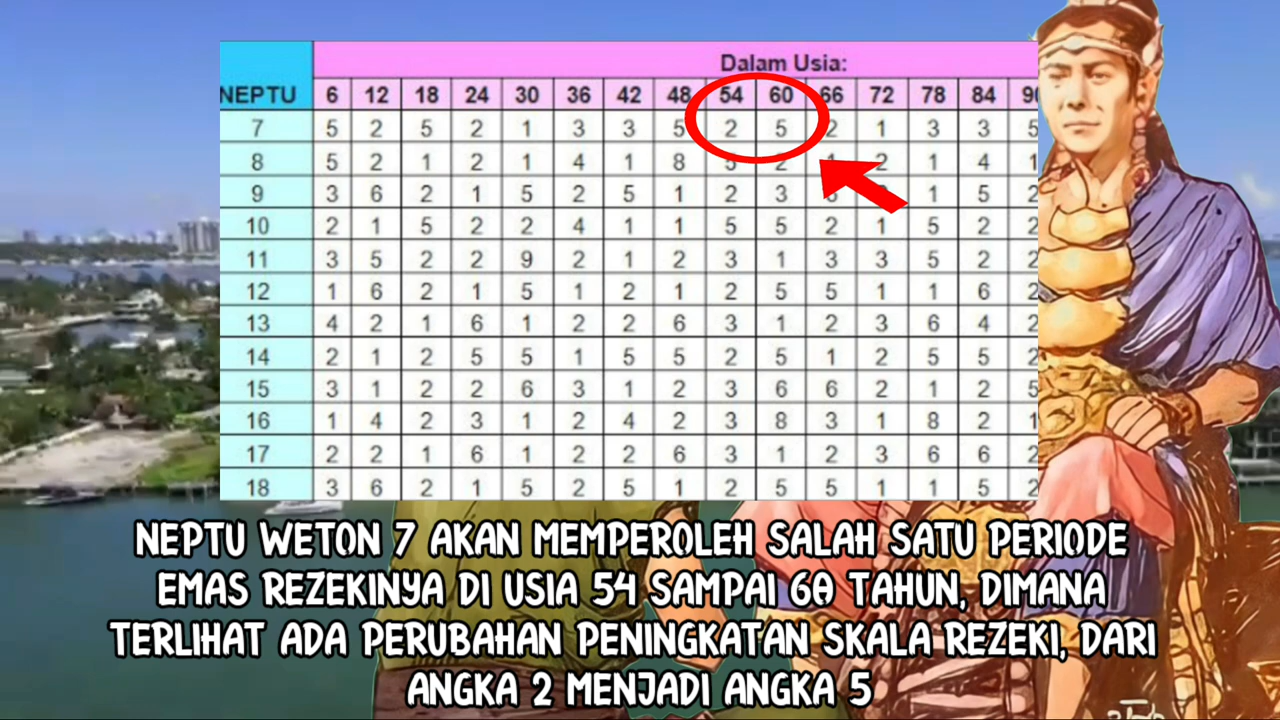 Dalam Usia:
NEPTU 6 12 18 24 30 36 42 48 54 60 66 72 78 84
7 5 2 5 2 1 3 3 5 2 5 2 1 3 3 5
8 5 2 1 2 1 4 1 8 5 2 1 2 1 4 1
9 3 6 2 1 5 2 5 1 2 3 6 1 5 2
10 2 1 5 2 2 4 1 1 5 5 2 1 5 2 2
11 3 5 2 2 9 2 1 2 3 1 3 3 5 2 2
12 1 6 2 1 5 1 2 1 2 5 5 1 1 6 2
13 4 2 1 6 1 2 2 6 3 1 2 3 6 4 2
14 2 1 2 5 5 1 5 5 2 5 1 2 5 5 2
15 3 1 2 2 6 3 1 2 3 6 6 2 1 2 5
16 1 4 2 3 1 2 4 2 3 8 3 1 8 2 1
17 2 2 1 6 1 2 2 6 3 1 2 3 6 6 2
18 3 6 2 1 5 2 5 1 2 5 5 1 1 5 2
NEPTU WETON 7 AKAN MEMPEROLEH SALAH SATU PERIODE
EMAS REZEKINYA DI USIA 54 SAMPAI 60 TAHUN, DIMANA
TERLIHAT ADA PERUBAHAN PENINGKATAN SKALA REZEKI, DARI
ANGKA 2 MENJADI ANGKA 5